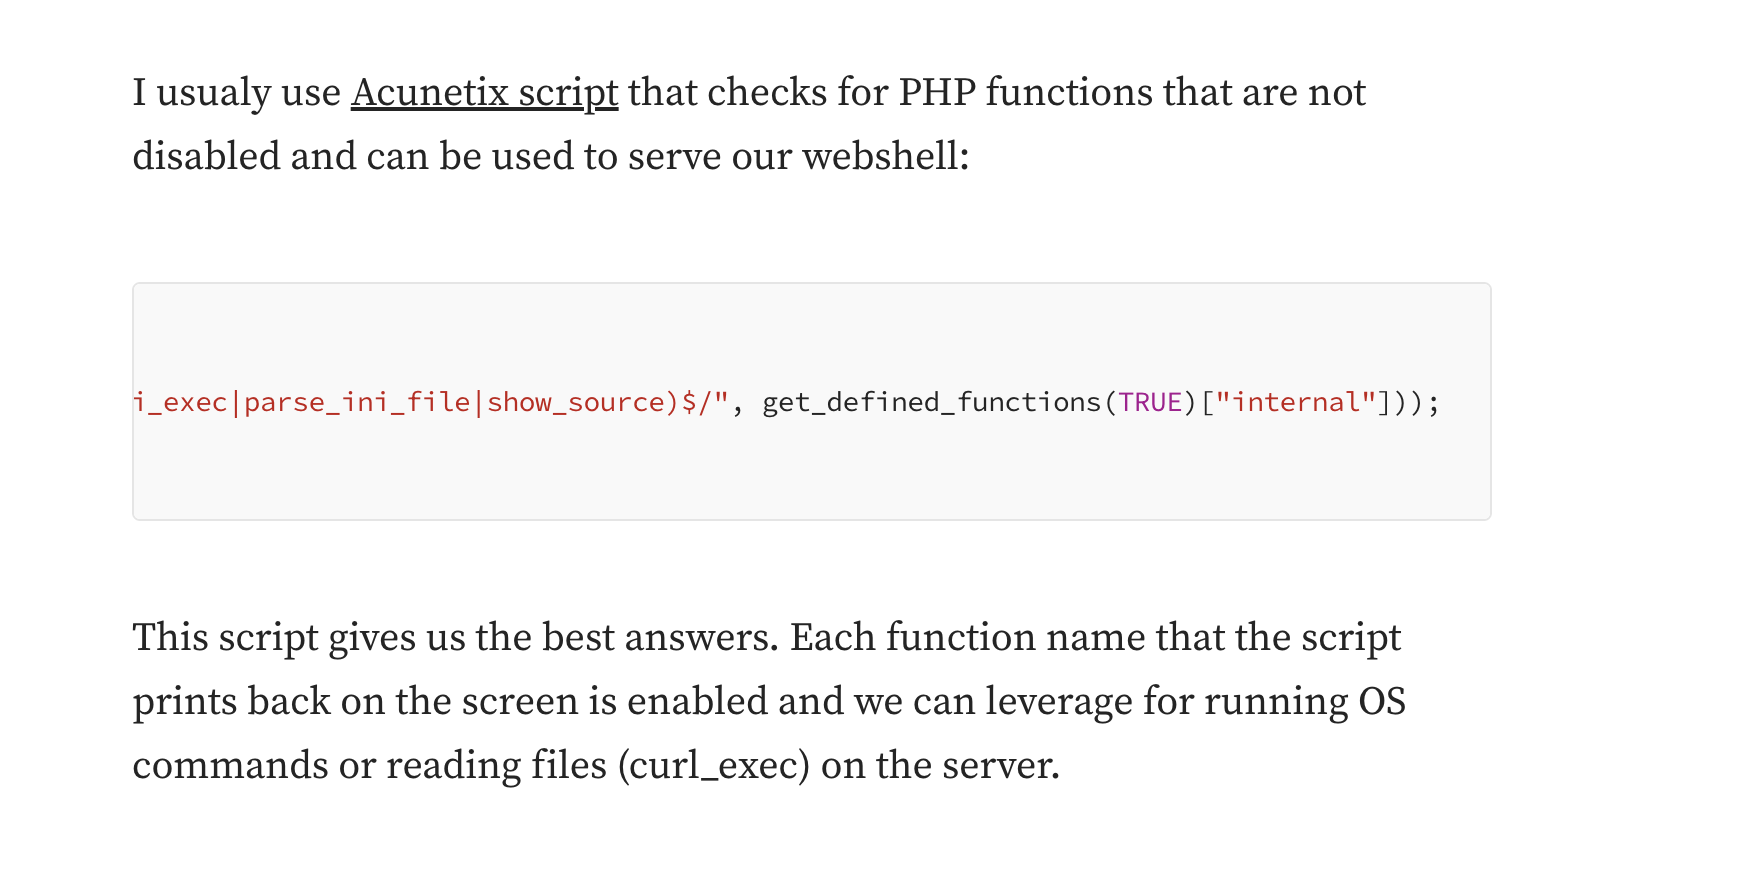 I usualy use Acunetix script that checks for PHP functions that are not
disabled and can be used to serve our webshell:
i_exec|parse_ini_file|show_source)$/", get_defined_functions(TRUE)["internal"]));
This script gives us the best answers. Each function name that the script
prints back on the screen is enabled and we can leverage for running OS
commands or reading files (curl_exec) on the server.